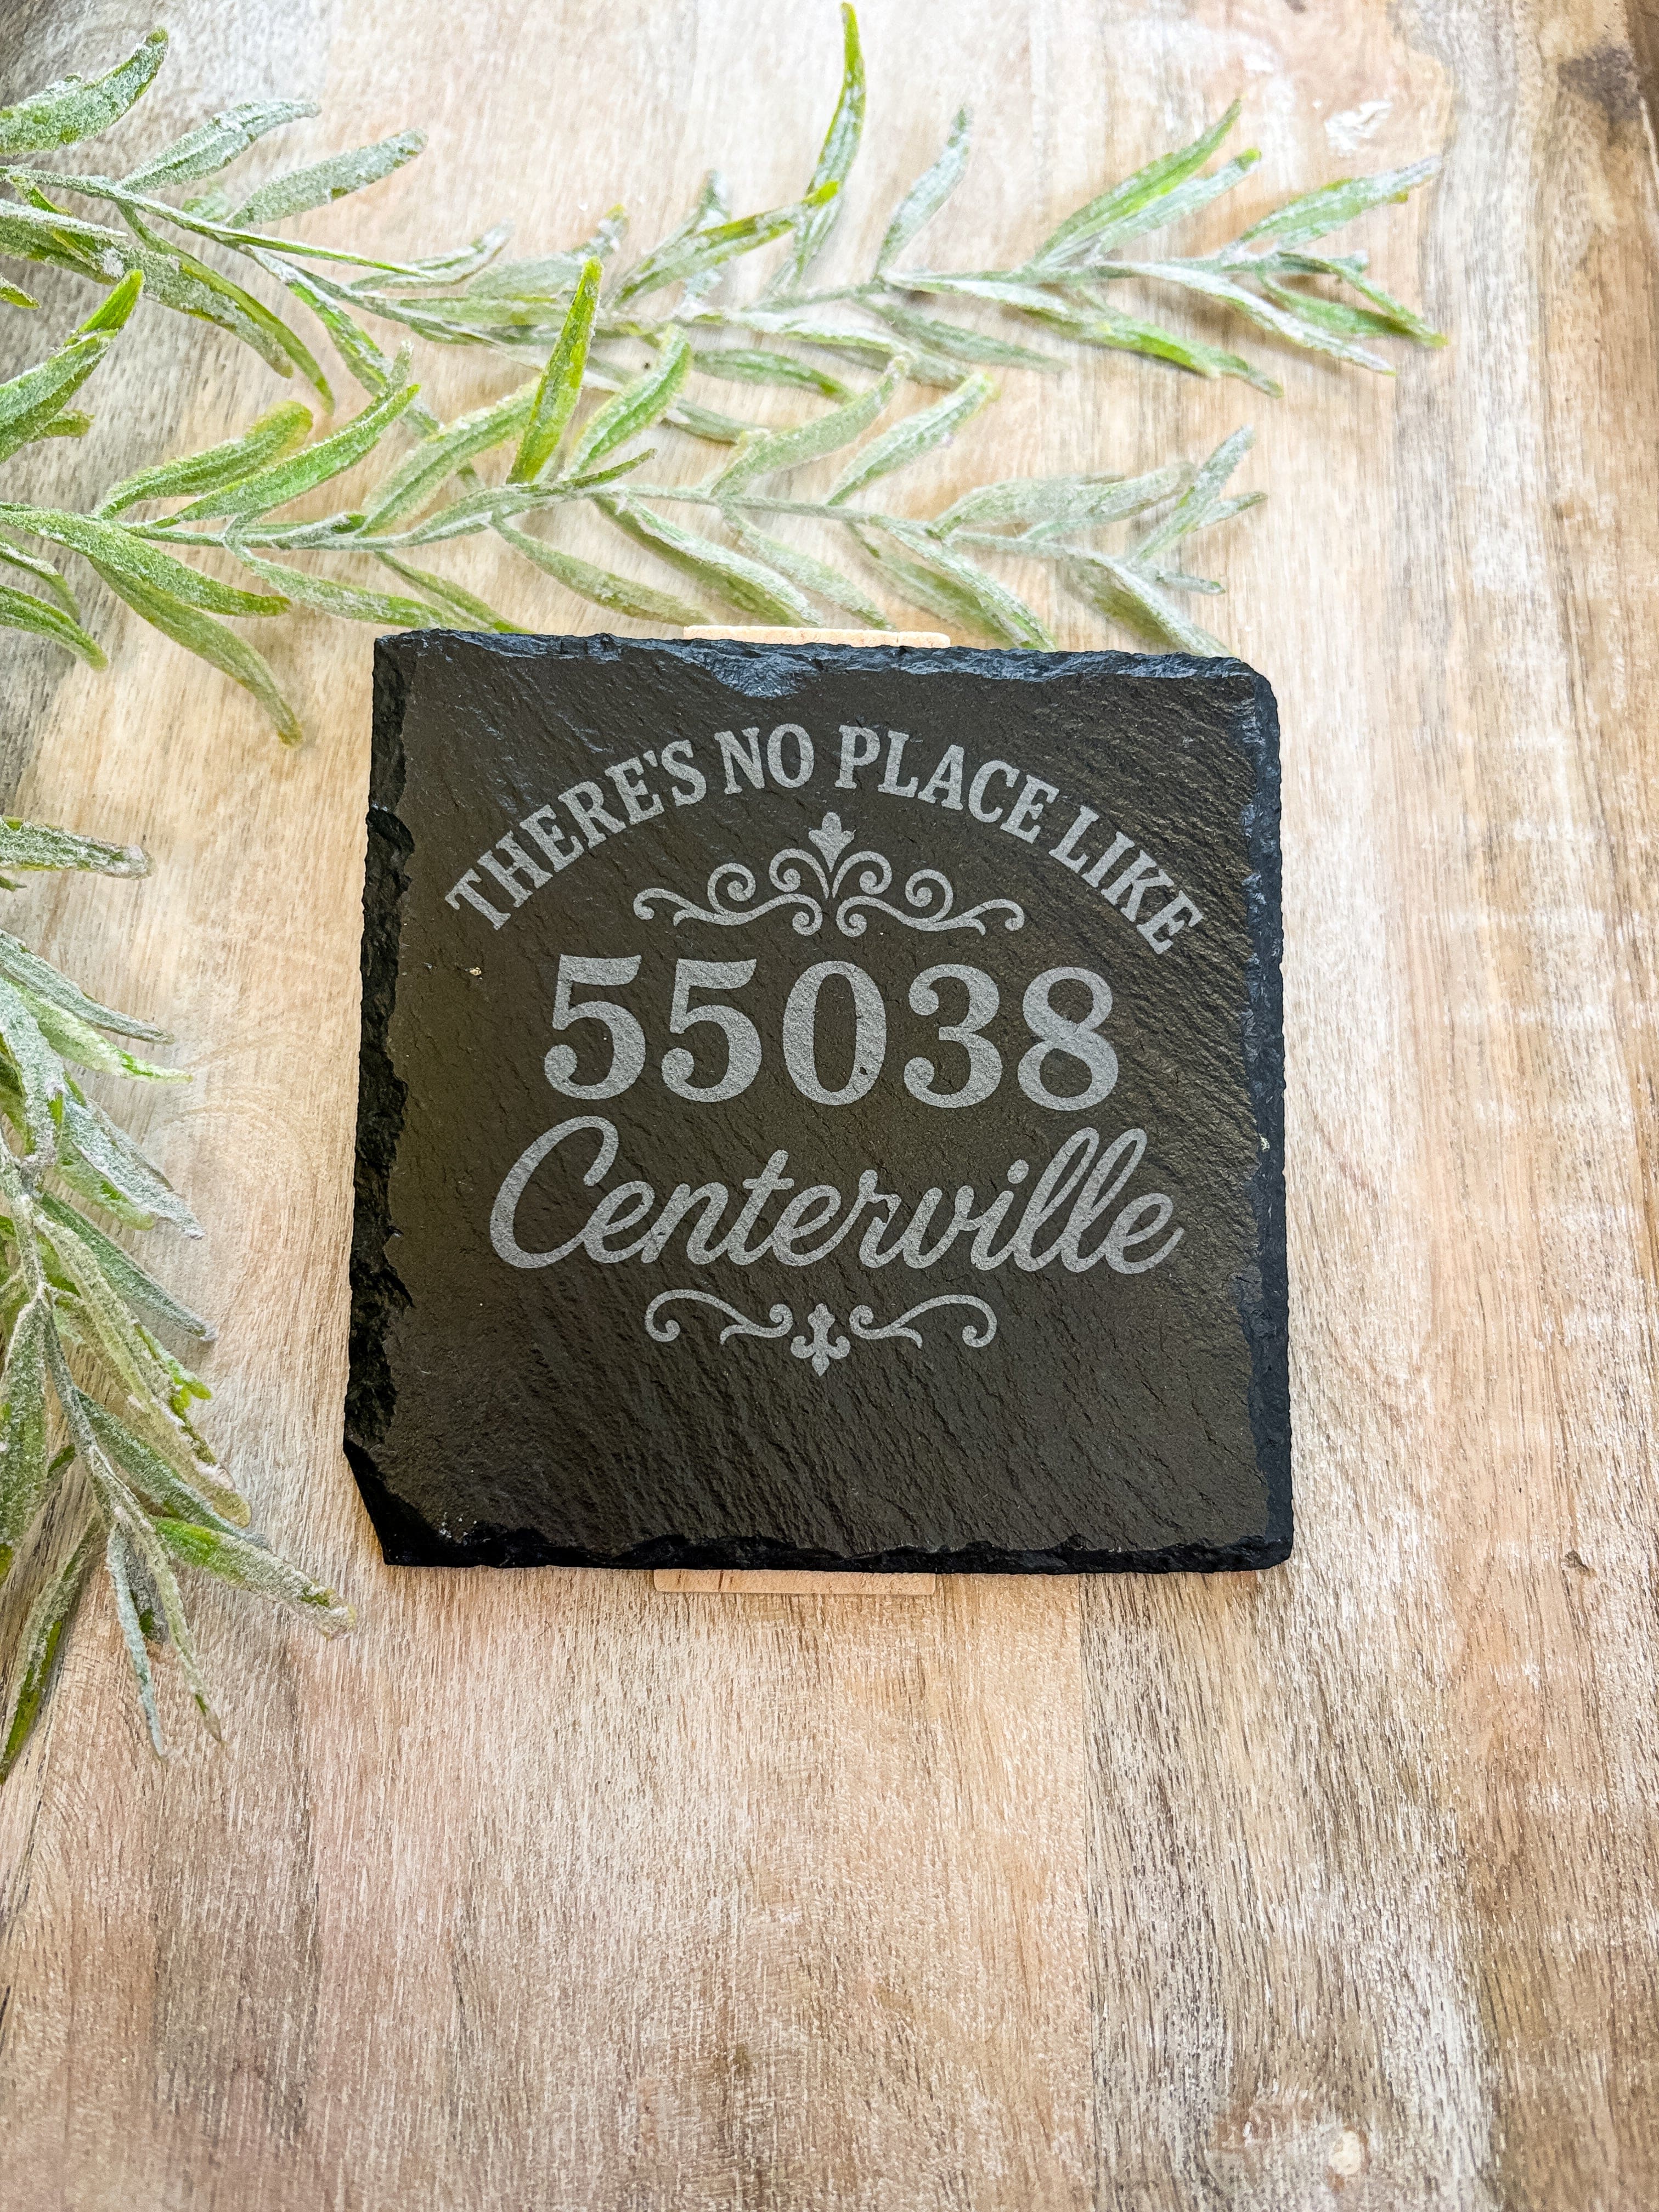 THERE'S NO PLACE LIKE
55038
Centerville